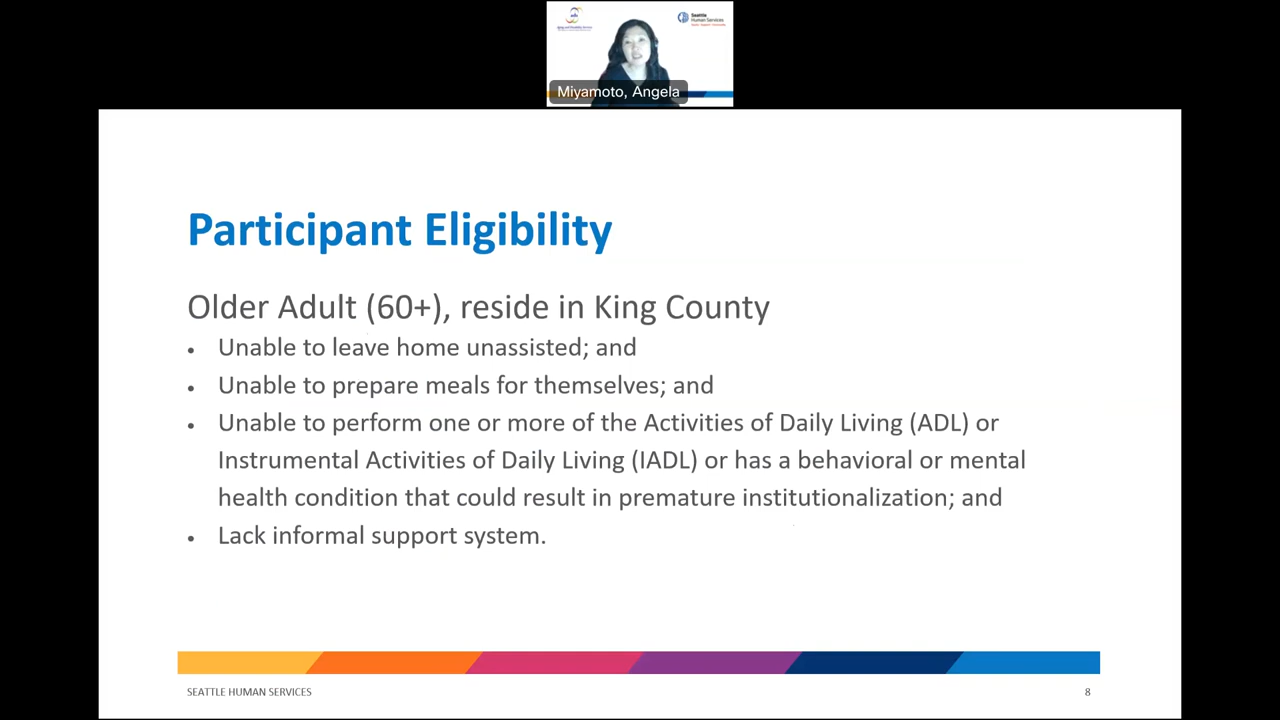 Seattle
Human Services
Miyamoto, Angela
Participant Eligibility
Older Adult (60+), reside in King County
• Unable to leave home unassisted; and
• Unable to prepare meals for themselves; and
• Unable to perform one or more of the Activities of Daily Living (ADL) or
Instrumental Activities of Daily Living (IADL) or has a behavioral or mental
health condition that could result in premature institutionalization; and
• Lack informal support system.
SEATTLE HUMAN SERVICES
8